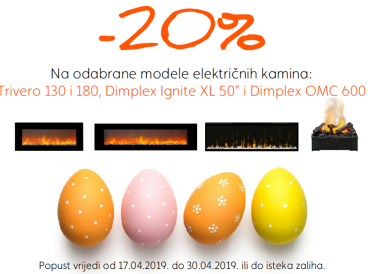 -20%
Na odabrane modele električnih kamina:
Trivero 130 i 180, Dimplex Ignite XL 50" i Dimplex OMC 600
Popust vrijedi od 17.04.2019. do 30.04.2019. ili do isteka zaliha.